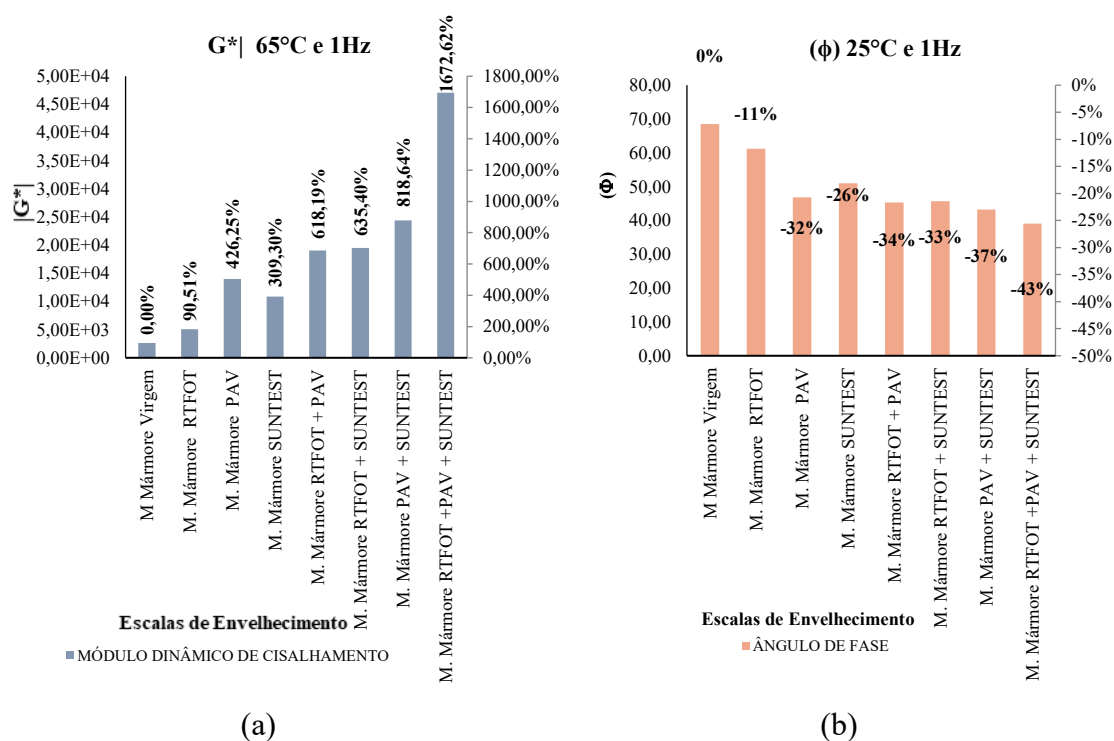 G*| 65°C e 1Hz
5,00E+04
4,50E+04
4,00E+04
3,50E+04
3,00E+04
2,50E+04
2,00E+04
1,50E+04
1,00E+04
5,00E+03
0,00E+00
|G*|
0,00%
90,51%
426,25%
309,30%
618,19%
635,40%
818,64%
1672,62%
1800,00%
1600,00%
1400,00%
1200,00%
1000,00%
800,00%
600,00%
400,00%
200,00%
0,00%
M Mármore Virgem
M. Mármore RTFOT
M. Mármore PAV
M. Mármore SUNTEST
M. Mármore RTFOT + PAV
M. Mármore RTFOT + SUNTEST
M. Mármore PAV + SUNTEST
M. Mármore RTFOT +PAV + SUNTEST
Escalas de Envelhecimento
MÓDULO DINÂMICO DE CISALHAMENTO
(a)
(ϕ) 25°C e 1Hz
80,00
70,00
60,00
50,00
40,00
30,00
20,00
10,00
0,00
(Φ)
0%
-11%
-32%
-26%
-34%
-33%
-37%
-43%
0%
-5%
-10%
-15%
-20%
-25%
-30%
-35%
-40%
-45%
-50%
M Mármore Virgem
M. Mármore RTFOT
M. Mármore PAV
M. Mármore SUNTEST
M. Mármore RTFOT + PAV
M. Mármore RTFOT + SUNTEST
M. Mármore PAV + SUNTEST
M. Mármore RTFOT +PAV + SUNTEST
Escalas de Envelhecimento
ÂNGULO DE FASE
(b)